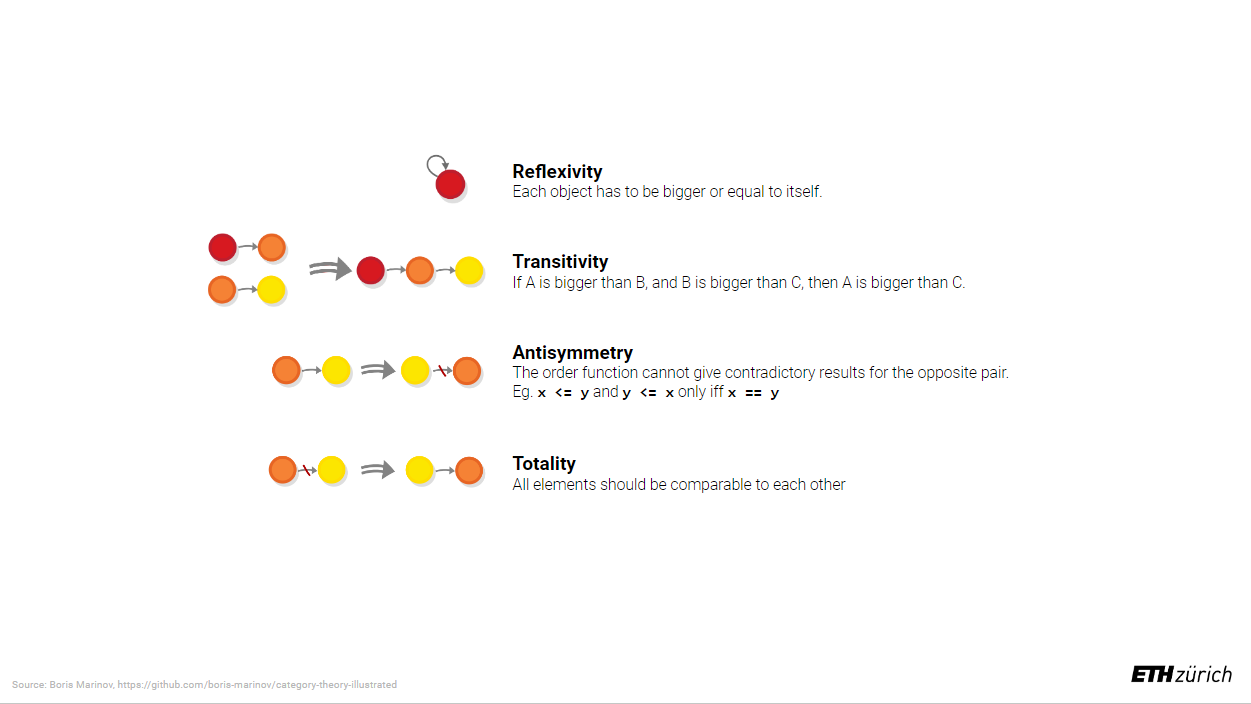 Reflexivity
Each object has to be bigger or equal to itself.
Transitivity
If A is bigger than B, and B is bigger than C, then A is bigger than C.
Antisymmetry
The order function cannot give contradictory results for the opposite pair.
Eg. x <= y and y <= x only iff x == y
Totality
All elements should be comparable to each other
Source: Boris Marinov, https://github.com/boris-marinov/category-theory-illustrated
ETH zürich